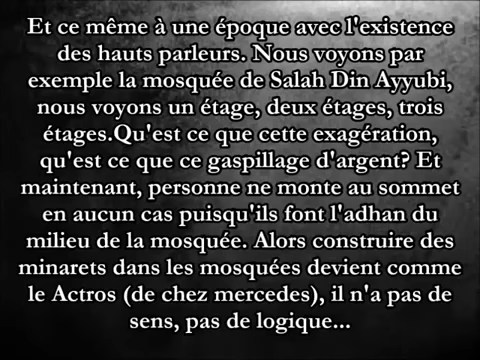 Et ce même à une époque avec l'existence
des hauts parleurs. Nous voyons par
exemple la mosquée de Salah Din Ayyubi,
nous voyons un étage, deux étages, trois
étages.Qu'est ce que cette exagération,
qu'est ce que ce gaspillage d'argent? Et
maintenant, personne ne monte au sommet
en aucun cas puisqu'ils font l'adhan du
milieu de la mosquée. Alors construire des
minarets dans les mosquées devient comme
le Actros (de chez mercedes), il n'a pas de
sens, pas de logique...